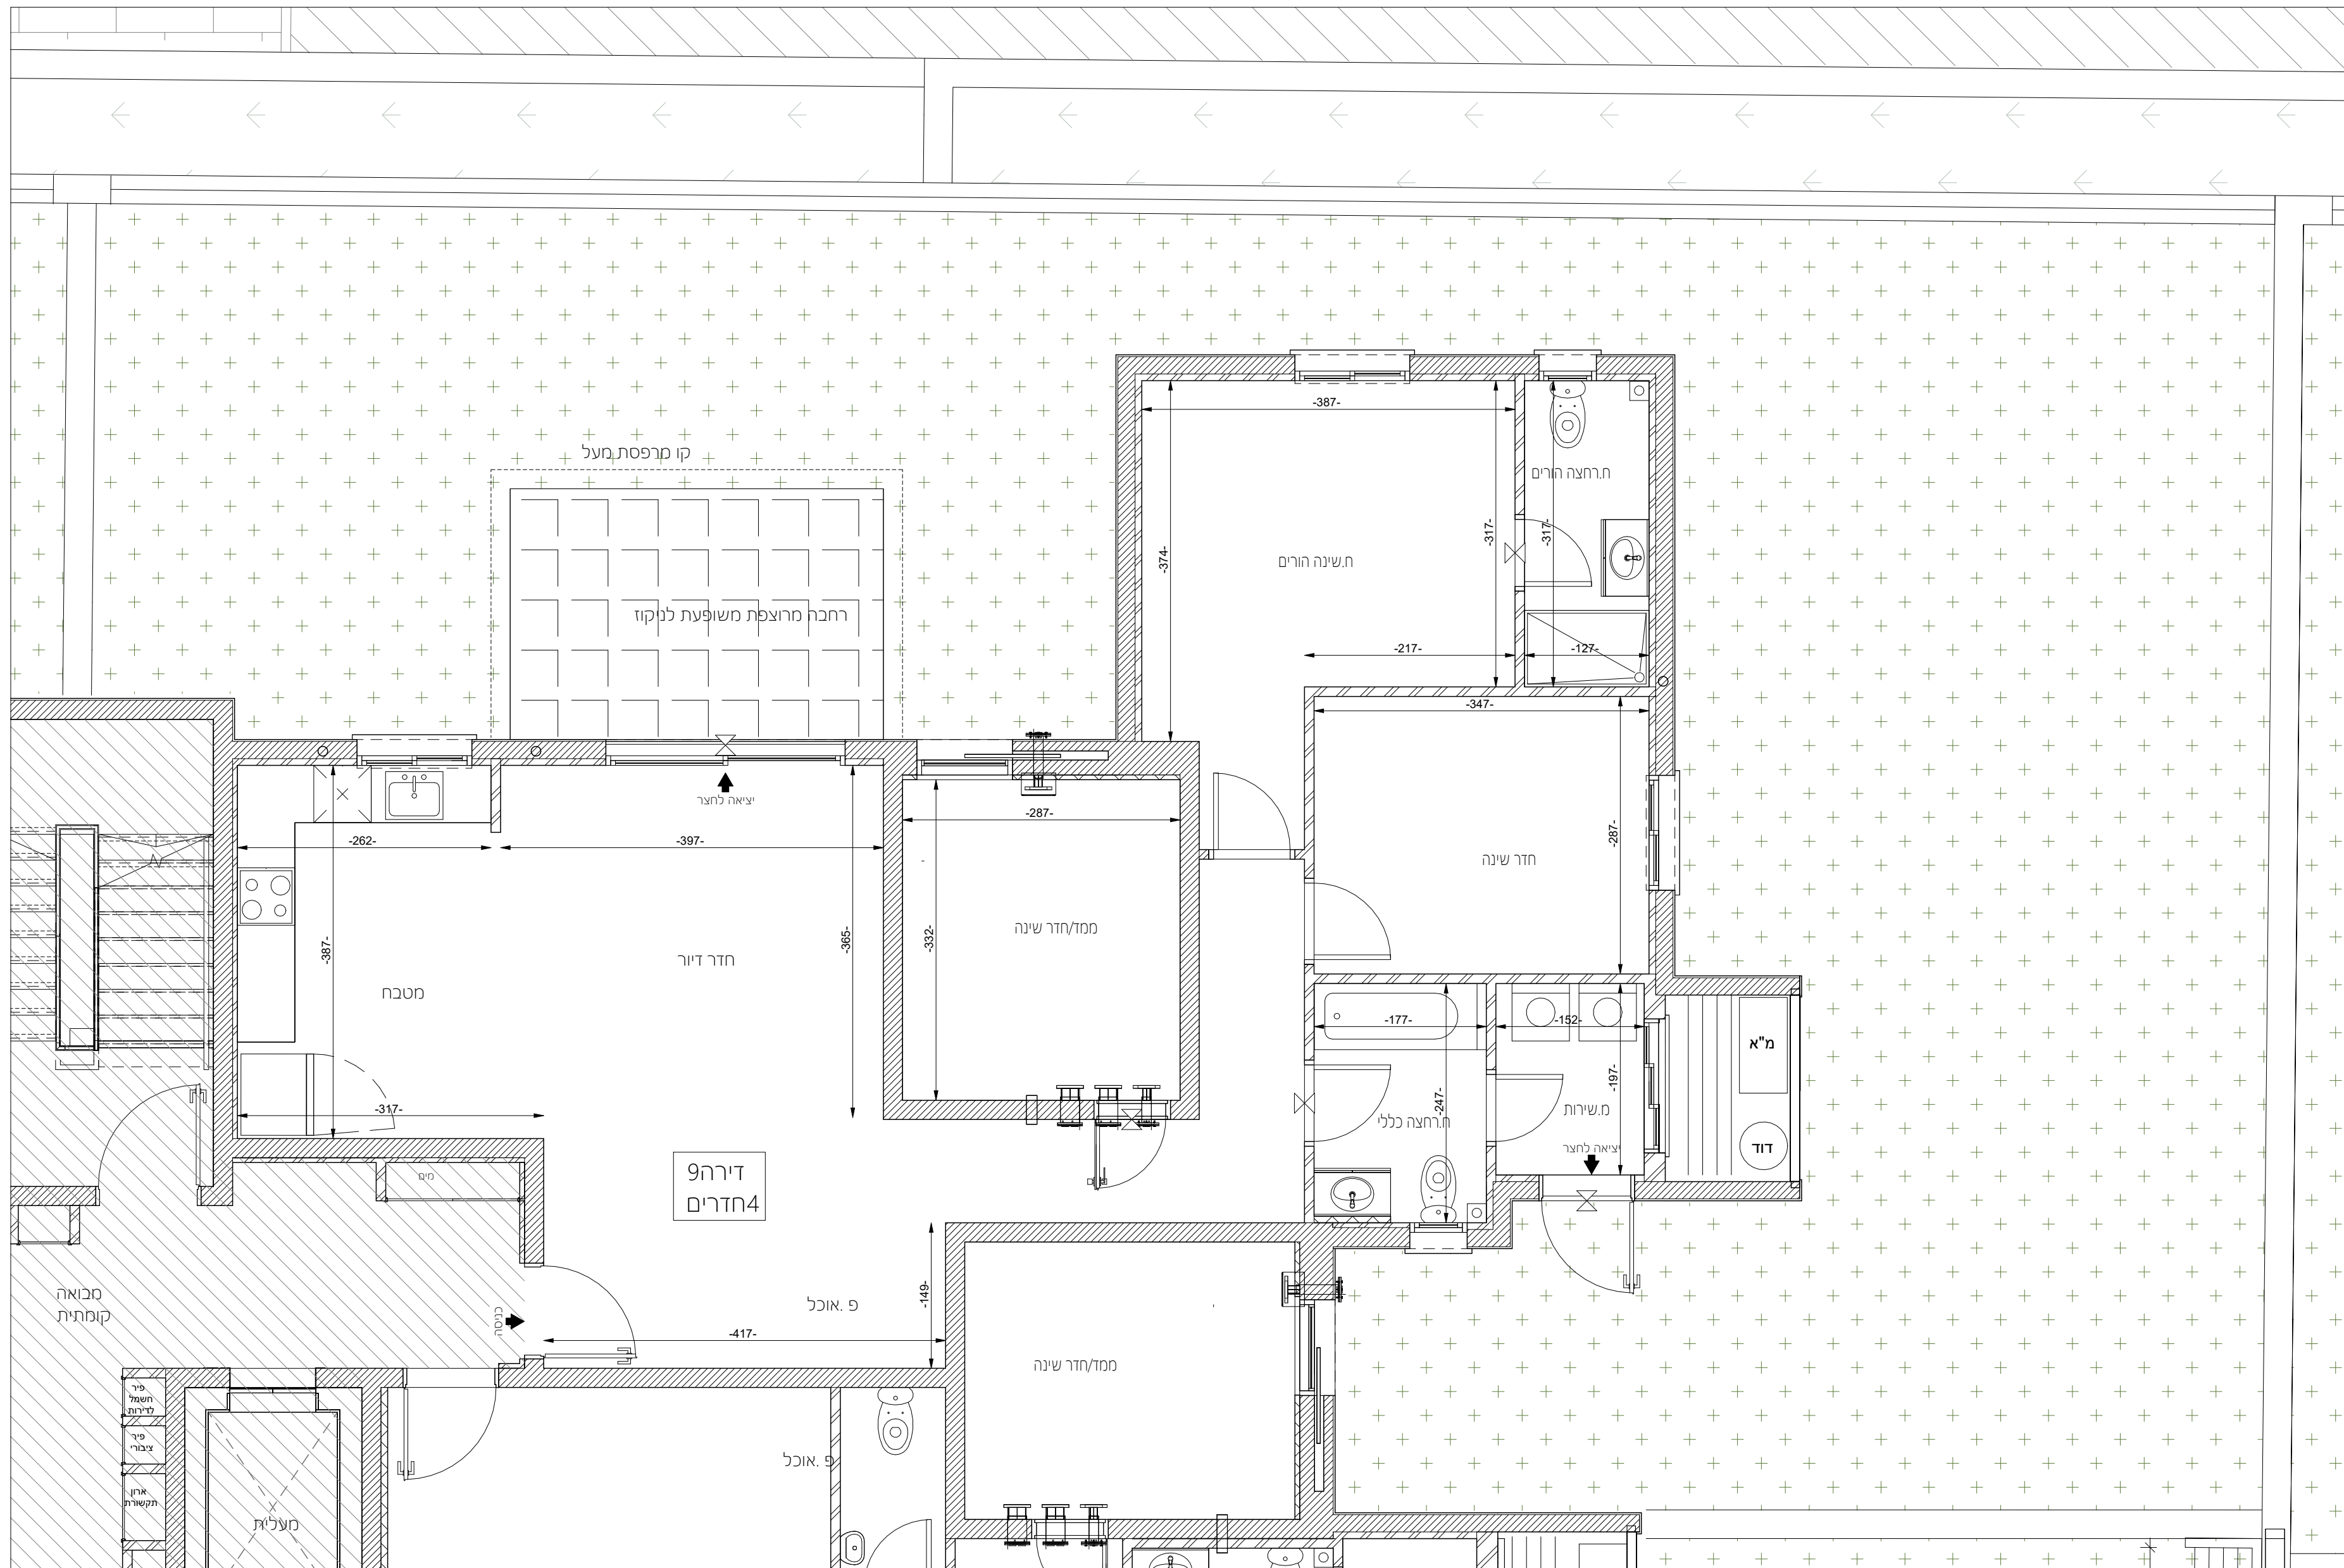 -387-
קו מרפסת מעל
ח.רחצה הורים
-374-
-317-
-317-
ח.שינה הורים
רחבה מרוצפת משופעת לניקוז
-217-
-127-
-347-
יציאה לחצר
-287-
-262-
-397-
-287-
חדר שינה
-387-
-365-
-332-
ממד/חדר שינה
חדר דיור
מטבח
-177-
-152-
מ"א
-197-
-247-
-317-
מ.שירות
ח.רחצה כללי
יציאה לחצר
דוד
מים
דירה9
4חדרים
מבואה
קומתית
כניסה
פ .אוכל
-149-
-417-
ממד/חדר שינה
פיר
חשמל
לדירות
פיר
ציבורי
פ .אוכל
ארון
תקשורת
מעלית